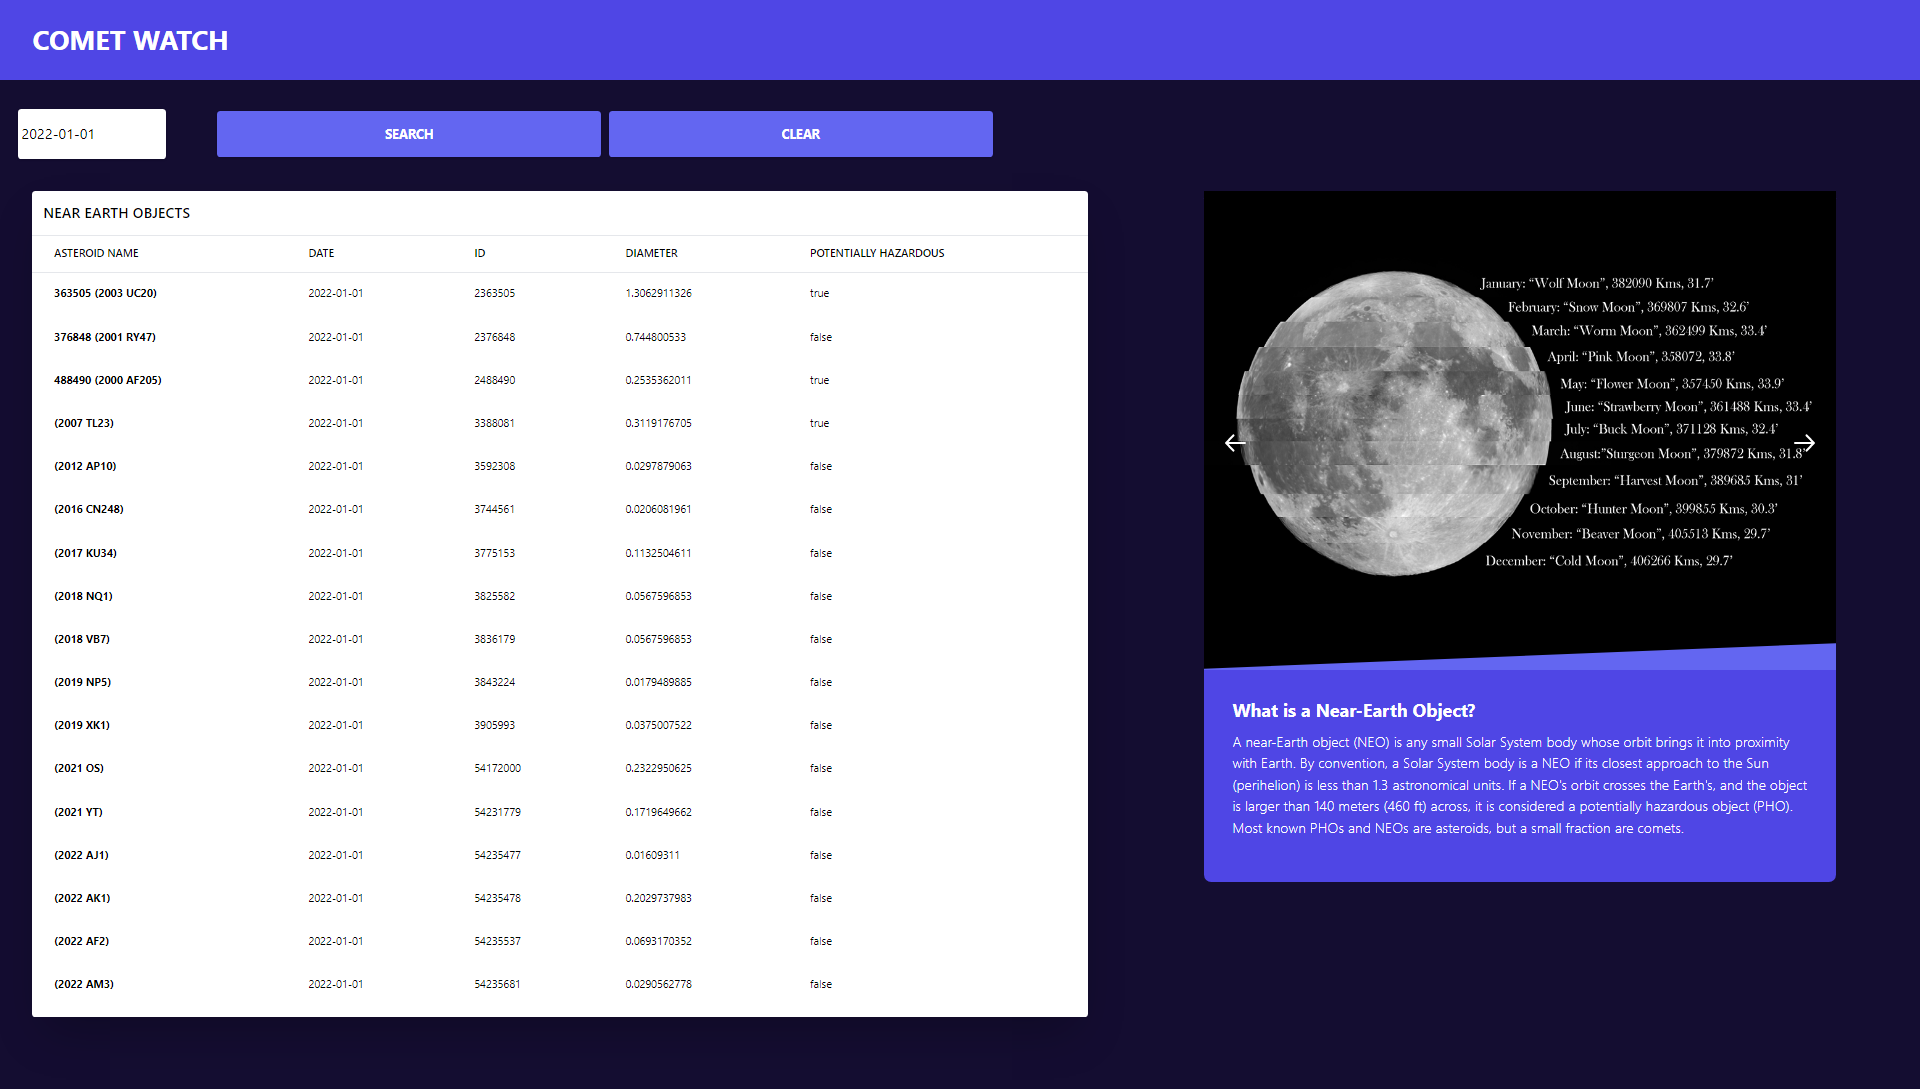 COMET WATCH
2022-01-01
SEARCH
CLEAR
NEAR EARTH OBJECTS
ASTEROID NAME DATE ID DIAMETER POTENTIALLY HAZARDOUS
363505 (2003 UC20) 2022-01-01 2363505 1.3062911326 true
376848 (2001 RY47) 2022-01-01 2376848 0.744800533 false
488490 (2000 AF205) 2022-01-01 2488490 0.2535362011 true
(2007 TL23) 2022-01-01 3388081 0.3119176705 true
(2012 AP10) 2022-01-01 3592308 0.0297879063 false
(2016 CN248) 2022-01-01 3744561 0.0206081961 false
(2017 KU34) 2022-01-01 3775153 0.1132504611 false
(2018 NQ1) 2022-01-01 3825582 0.0567596853 false
(2018 VB7) 2022-01-01 3836179 0.0567596853 false
(2019 NP5) 2022-01-01 3843224 0.0179489885 false
(2019 XK1) 2022-01-01 3905993 0.0375007522 false
(2021 OS) 2022-01-01 54172000 0.2322950625 false
(2021 YT) 2022-01-01 54231779 0.1719649662 false
(2022 AJ1) 2022-01-01 54235477 0.01609311 false
(2022 AK1) 2022-01-01 54235478 0.2029737983 false
(2022 AF2) 2022-01-01 54235537 0.0693170352 false
(2022 AM3) 2022-01-01 54235681 0.0290562778 false
January: “Wolf Moon”, 382090 Kms, 31.7’
February: “Snow Moon”, 369807 Kms, 32.6’
March: “Worm Moon”, 362499 Kms, 33.4’
April: “Pink Moon”, 358072, 33.8’
May: “Flower Moon”, 357450 Kms, 33.9’
June: “Strawberry Moon”, 361488 Kms, 33.4’
July: “Buck Moon”, 371128 Kms, 32.4’
August:”Sturgeon Moon”, 379872 Kms, 31.8’
September: “Harvest Moon”, 389685 Kms, 31’
October: “Hunter Moon”, 399855 Kms, 30.3’
November: “Beaver Moon”, 405513 Kms, 29.7’
December: “Cold Moon”, 406266 Kms, 29.7’
What is a Near-Earth Object?
A near-Earth object (NEO) is any small Solar System body whose orbit brings it into proximity
with Earth. By convention, a Solar System body is a NEO if its closest approach to the Sun
(perihelion) is less than 1.3 astronomical units. If a NEO's orbit crosses the Earth's, and the object
is larger than 140 meters (460 ft) across, it is considered a potentially hazardous object (PHO).
Most known PHOs and NEOs are asteroids, but a small fraction are comets.